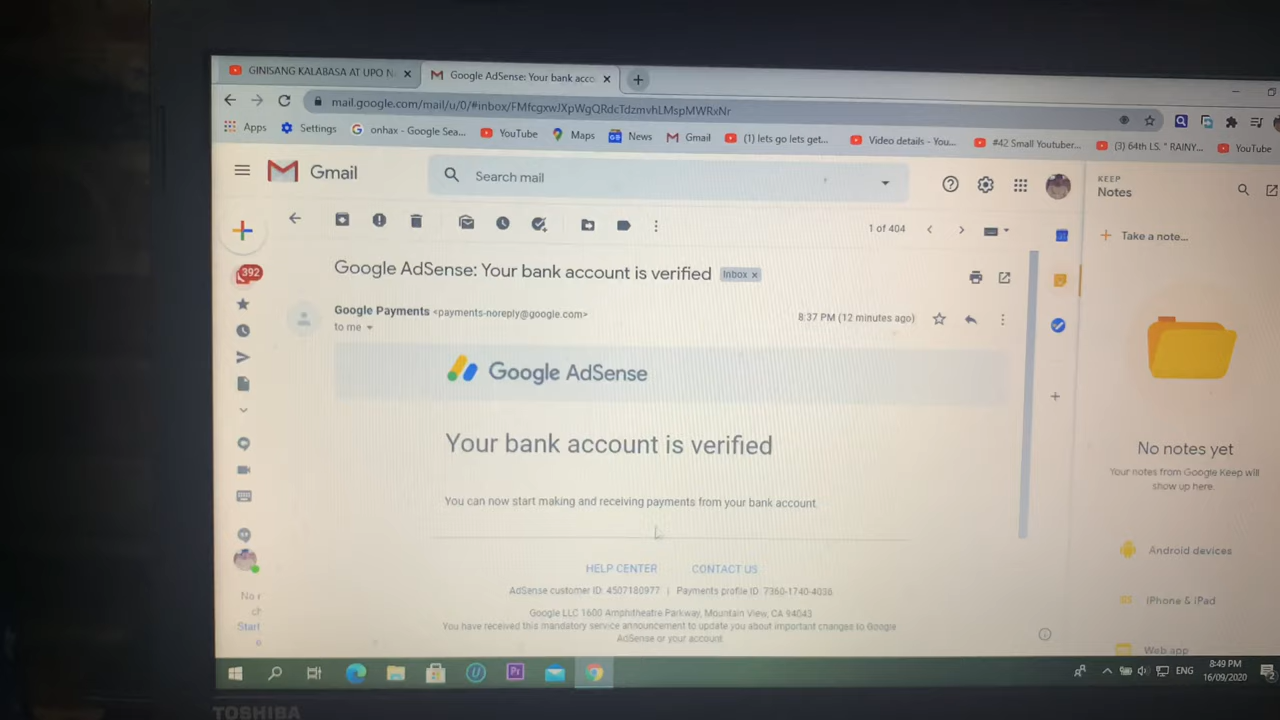 GINISANG KALABASA AT UPO N
Google AdSense: Your bank acco
mail.google.com/mail/u/0/#inbox/FMfcgxwJXpWgQRdcTdzmvhLMspMWRxNr
Apps Settings onhax - Google Sea... YouTube Maps News Gmail (1) lets go lets get... Video details - You... #42 Small Youtuber... (3) 64th LS. * RAINY... YouTube
Gmail
Search mail
KEEP
Notes
1 of 404
Take a note...
392
Google AdSense: Your bank account is verified Inbox x
Google Payments <payments-noreply@google.com>
8:37 PM (12 minutes ago)
to me
Google AdSense
Your bank account is verified
You can now start making and receiving payments from your bank account.
HELP CENTER CONTACT US
AdSense customer ID: 4507180977 | Payments profile ID: 7360-1740-4038
Google LLC 1600 Amphitheatre Parkway, Mountain View, CA 94043
You have received this mandatory service announcement to update you about important changes to Google
AdSense or your account.
No notes yet
Your notes from Google Keep will
show up here.
Android devices
iPhone & iPad
Web app
No r
ch
Start
Pr
ENG
8:49 PM
16/09/2020
2
TOSHIBA